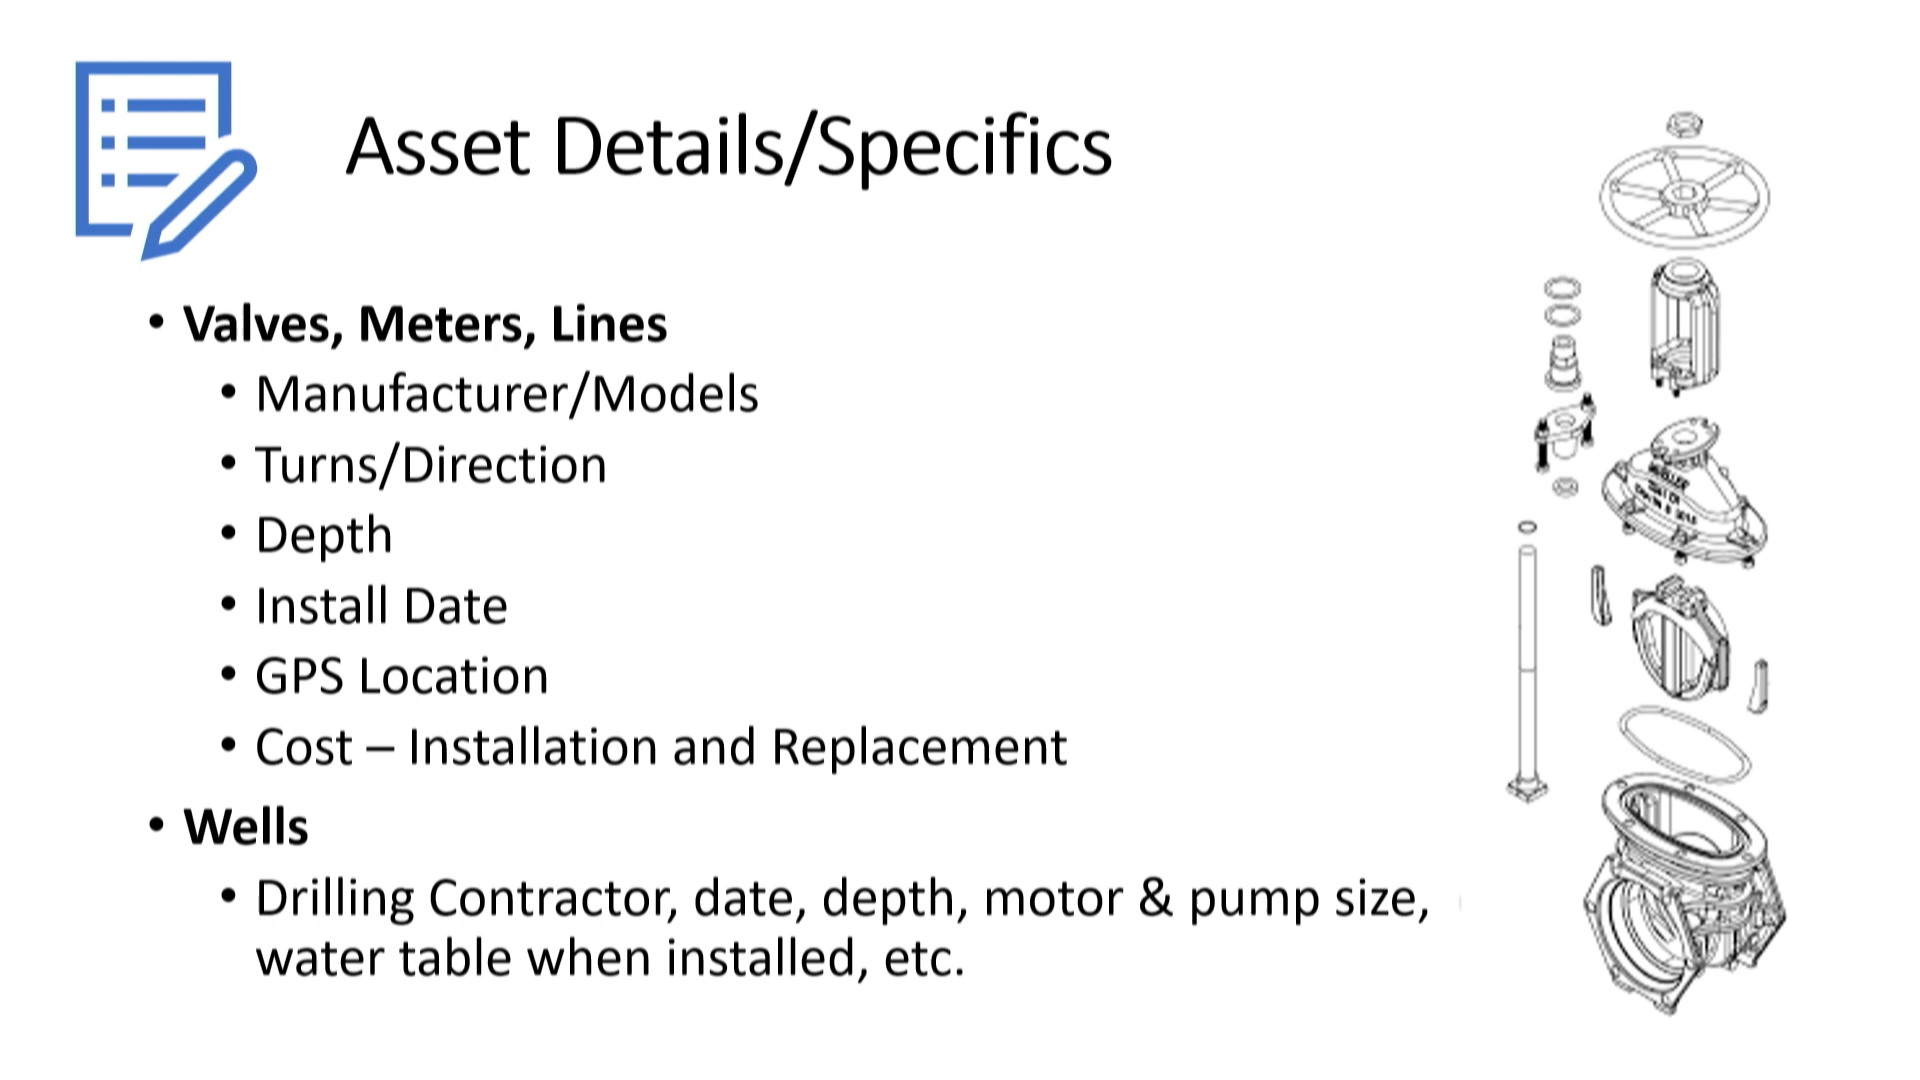 Asset Details/Specifics
• Valves, Meters, Lines
• Manufacturer/Models
• Turns/Direction
• Depth
• Install Date
• GPS Location
• Cost – Installation and Replacement
• Wells
• Drilling Contractor, date, depth, motor & pump size,
water table when installed, etc.